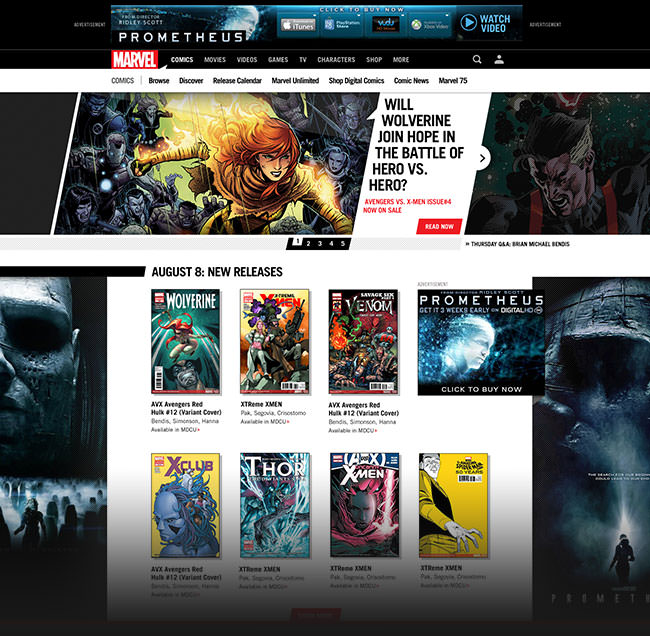 ADVERTISEMENT
FROM DIRECTOR
RIDLEY SCOTT
PROMETHEUS
CLICK TO BUY NOW
iTunes
PlayStation
Store
vudu
Xbox Video
WATCH
VIDEO
ADVERTISEMENT
MARVEL
COMICS MOVIES VIDEOS GAMES TV CHARACTERS SHOP MORE
COMICS Browse Discover Release Calendar Marvel Unlimited Shop Digital Comics Comic News Marvel 75
WILL
WOLVERINE
JOIN HOPE IN
THE BATTLE OF
HERO VS.
HERO?
AVENGERS VS. X-MEN ISSUE#4
NOW ON SALE
READ NOW
1 2 3 4 5
» THURSDAY Q&A: BRIAN MICHAEL BENDIS
AUGUST 8: NEW RELEASES
WOLVERINE
X-TREME
X-MEN
SAVAGE SIX
VENOM
ADVERTISEMENT
FROM DIRECTOR RIDLEY SCOTT
PROMETHEUS
GET IT 3 WEEKS EARLY ON DIGITAL HD
CLICK TO BUY NOW
AVX Avengers Red
Hulk #12 (Variant Cover)
Bendis, Simonson, Hanna
Available in MDCU»
XTReme XMEN
Pak, Segovia, Crisostomo
Available in MDCU»
AVX Avengers Red
Hulk #12 (Variant Cover)
Bendis, Simonson, Hanna
Available in MDCU»
X-CLUB
THOR
THE DEVIANTS SAGA
AVX
UNCANNY
X-MEN
50 YEARS
AVX Avengers Red
Hulk #12 (Variant Cover)
Bendis, Simonson, Hanna
Available in MDCU»
XTReme XMEN
Pak, Segovia, Crisostomo
Available in MDCU»
XTReme XMEN
Pak, Segovia, Crisostomo
Available in MDCU»
XTReme XMEN
Pak, Segovia, Crisostomo
Available in MDCU»
THE SEARCH FOR OUR BEGINNING
COULD LEAD TO OUR END
PROMETHEUS